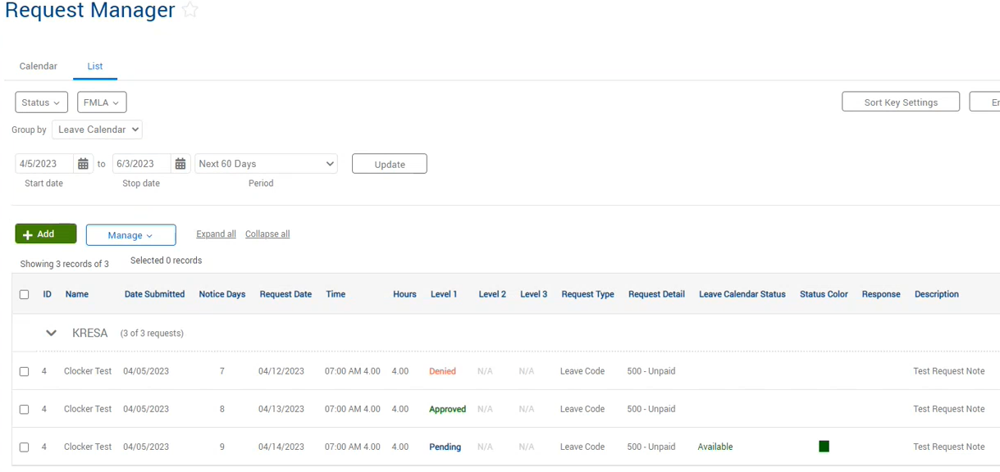 Request Manager
Calendar List
Status FMLA Sort Key Settings
Group by Leave Calendar
4/5/2023 to 6/3/2023 Next 60 Days Update
Start date Stop date Period
Add Manage Expand all Collapse all
Showing 3 records of 3 Selected 0 records
ID Name Date Submitted Notice Days Request Date Time Hours Level 1 Level 2 Level 3 Request Type Request Detail Leave Calendar Status Status Color Response Description
KRESA (3 of 3 requests)
4 Clocker Test 04/05/2023 7 04/12/2023 07:00 AM 4.00 4.00 Denied N/A N/A Leave Code 500 - Unpaid Test Request Note
4 Clocker Test 04/05/2023 8 04/13/2023 07:00 AM 4.00 4.00 Approved N/A N/A Leave Code 500 - Unpaid Test Request Note
4 Clocker Test 04/05/2023 9 04/14/2023 07:00 AM 4.00 4.00 Pending N/A N/A Leave Code 500 - Unpaid Available Test Request Note